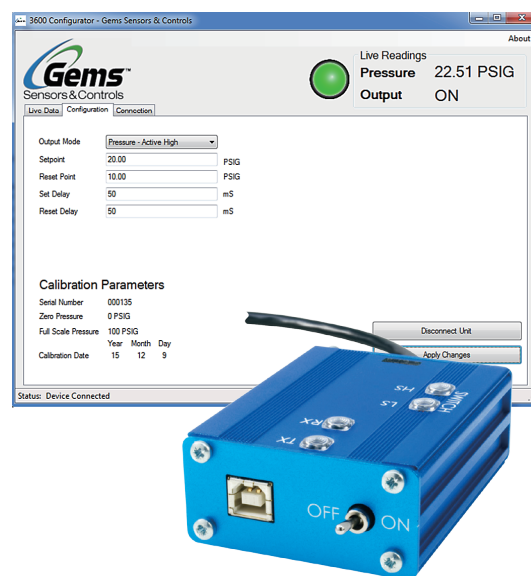 3600 Configurator - Gems Sensors & Controls
About
Gems™
Sensors & Controls
Live Readings
Pressure 22.51 PSIG
Output ON
Live Data Configuration Connection
Output Mode Pressure - Active High
Setpoint 20.00 PSIG
Reset Point 10.00 PSIG
Set Delay 50 mS
Reset Delay 50 mS
Calibration Parameters
Serial Number 000135
Zero Pressure 0 PSIG
Full Scale Pressure 100 PSIG
Year Month Day
Calibration Date 15 12 9
Disconnect Unit
Apply Changes
Status: Device Connected
HS
LS
SWITCH
RX
TX
OFF ON